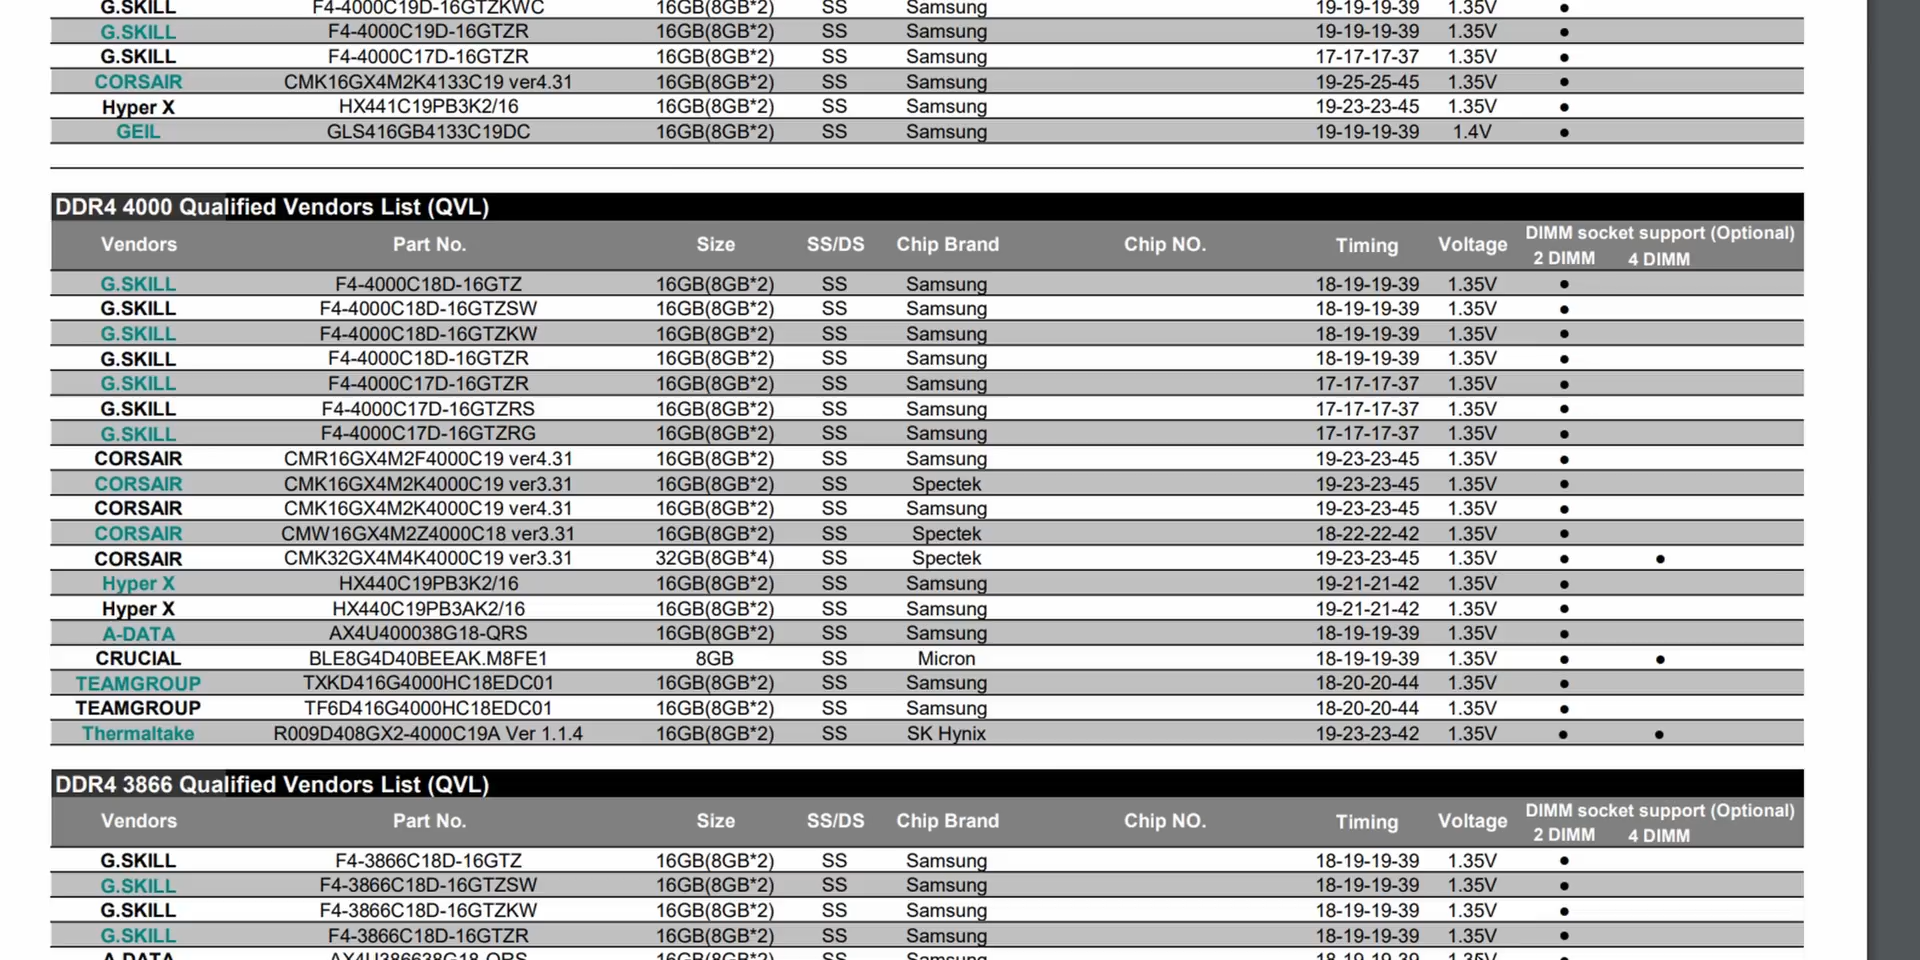 G.SKILL F4-4000C19D-16GTZKWC 16GB(8GB*2) SS Samsung 19-19-19-39 1.35V ●
G.SKILL F4-4000C19D-16GTZR 16GB(8GB*2) SS Samsung 19-19-19-39 1.35V ●
G.SKILL F4-4000C17D-16GTZR 16GB(8GB*2) SS Samsung 17-17-17-37 1.35V ●
CORSAIR CMK16GX4M2K4133C19 ver4.31 16GB(8GB*2) SS Samsung 19-25-25-45 1.35V ●
Hyper X HX441C19PB3K2/16 16GB(8GB*2) SS Samsung 19-23-23-45 1.35V ●
GEIL GLS416GB4133C19DC 16GB(8GB*2) SS Samsung 19-19-19-39 1.4V ●
DDR4 4000 Qualified Vendors List (QVL)
Vendors Part No. Size SS/DS Chip Brand Chip NO. Timing Voltage DIMM socket support (Optional)
2 DIMM 4 DIMM
G.SKILL F4-4000C18D-16GTZ 16GB(8GB*2) SS Samsung 18-19-19-39 1.35V ●
G.SKILL F4-4000C18D-16GTZSW 16GB(8GB*2) SS Samsung 18-19-19-39 1.35V ●
G.SKILL F4-4000C18D-16GTZKW 16GB(8GB*2) SS Samsung 18-19-19-39 1.35V ●
G.SKILL F4-4000C18D-16GTZR 16GB(8GB*2) SS Samsung 18-19-19-39 1.35V ●
G.SKILL F4-4000C17D-16GTZR 16GB(8GB*2) SS Samsung 17-17-17-37 1.35V ●
G.SKILL F4-4000C17D-16GTZRS 16GB(8GB*2) SS Samsung 17-17-17-37 1.35V ●
G.SKILL F4-4000C17D-16GTZRG 16GB(8GB*2) SS Samsung 17-17-17-37 1.35V ●
CORSAIR CMR16GX4M2F4000C19 ver4.31 16GB(8GB*2) SS Samsung 19-23-23-45 1.35V ●
CORSAIR CMK16GX4M2K4000C19 ver3.31 16GB(8GB*2) SS Spectek 19-23-23-45 1.35V ●
CORSAIR CMK16GX4M2K4000C19 ver4.31 16GB(8GB*2) SS Samsung 19-23-23-45 1.35V ●
CORSAIR CMW16GX4M2Z4000C18 ver3.31 16GB(8GB*2) SS Spectek 18-22-22-42 1.35V ●
CORSAIR CMK32GX4M4K4000C19 ver3.31 32GB(8GB*4) SS Spectek 19-23-23-45 1.35V ● ●
Hyper X HX440C19PB3K2/16 16GB(8GB*2) SS Samsung 19-21-21-42 1.35V ●
Hyper X HX440C19PB3AK2/16 16GB(8GB*2) SS Samsung 19-21-21-42 1.35V ●
A-DATA AX4U400038G18-QRS 16GB(8GB*2) SS Samsung 18-19-19-39 1.35V ●
CRUCIAL BLE8G4D40BEEAK.M8FE1 8GB SS Micron 18-19-19-39 1.35V ● ●
TEAMGROUP TXKD416G4000HC18EDC01 16GB(8GB*2) SS Samsung 18-20-20-44 1.35V ●
TEAMGROUP TF6D416G4000HC18EDC01 16GB(8GB*2) SS Samsung 18-20-20-44 1.35V ●
Thermaltake R009D408GX2-4000C19A Ver 1.1.4 16GB(8GB*2) SS SK Hynix 19-23-23-42 1.35V ● ●
DDR4 3866 Qualified Vendors List (QVL)
Vendors Part No. Size SS/DS Chip Brand Chip NO. Timing Voltage DIMM socket support (Optional)
2 DIMM 4 DIMM
G.SKILL F4-3866C18D-16GTZ 16GB(8GB*2) SS Samsung 18-19-19-39 1.35V ●
G.SKILL F4-3866C18D-16GTZSW 16GB(8GB*2) SS Samsung 18-19-19-39 1.35V ●
G.SKILL F4-3866C18D-16GTZKW 16GB(8GB*2) SS Samsung 18-19-19-39 1.35V ●
G.SKILL F4-3866C18D-16GTZR 16GB(8GB*2) SS Samsung 18-19-19-39 1.35V ●
A-DATA AX4U386638G18-QRS 16GB(8GB*2) SS Samsung 18-19-19-39 1.35V ●